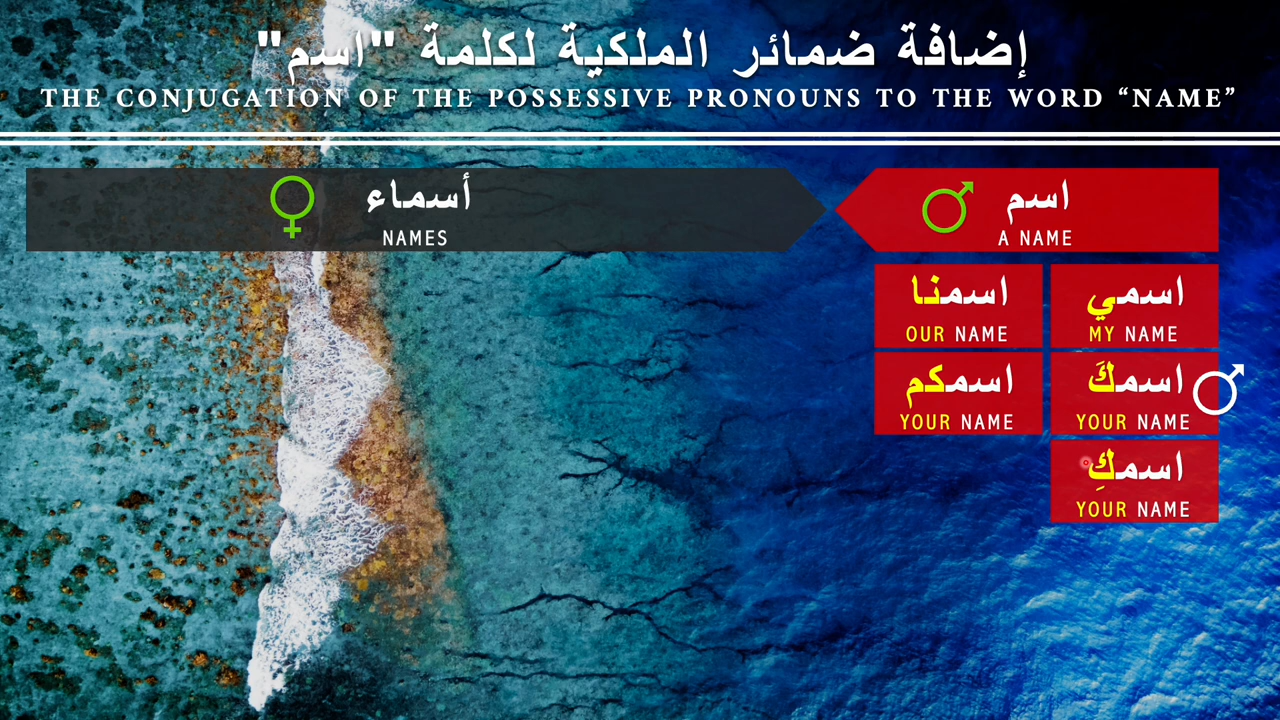 إضافة ضمائر الملكية لكلمة "اسم"
THE CONJUGATION OF THE POSSESSIVE PRONOUNS TO THE WORD “NAME”
اسم
A NAME
أسماء
NAMES
اسمي
MY NAME
اسمنا
OUR NAME
اسمكَ
YOUR NAME
اسمكم
YOUR NAME
اسمكِ
YOUR NAME